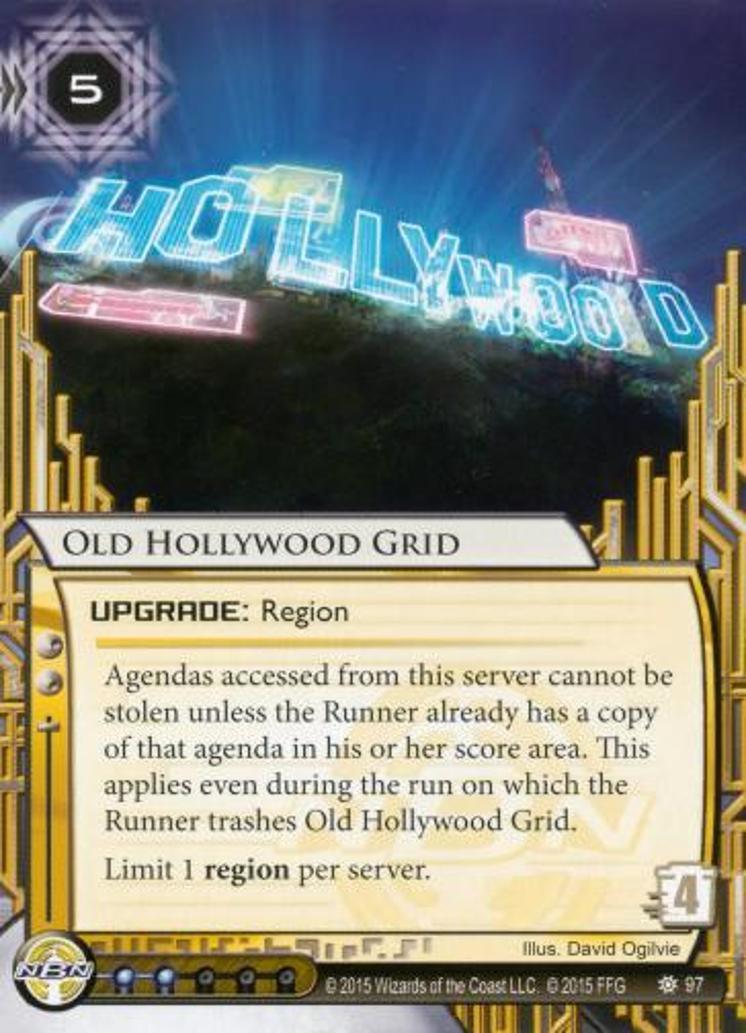 5
HOLLYWOOD
OLD HOLLYWOOD GRID
UPGRADE: Region
Agendas accessed from this server cannot be
stolen unless the Runner already has a copy
of that agenda in his or her score area. This
applies even during the run on which the
Runner trashes Old Hollywood Grid.
Limit 1 region per server.
4
Illus. David Ogilvie
NBN
© 2015 Wizards of the Coast LLC. © 2015 FFG 97